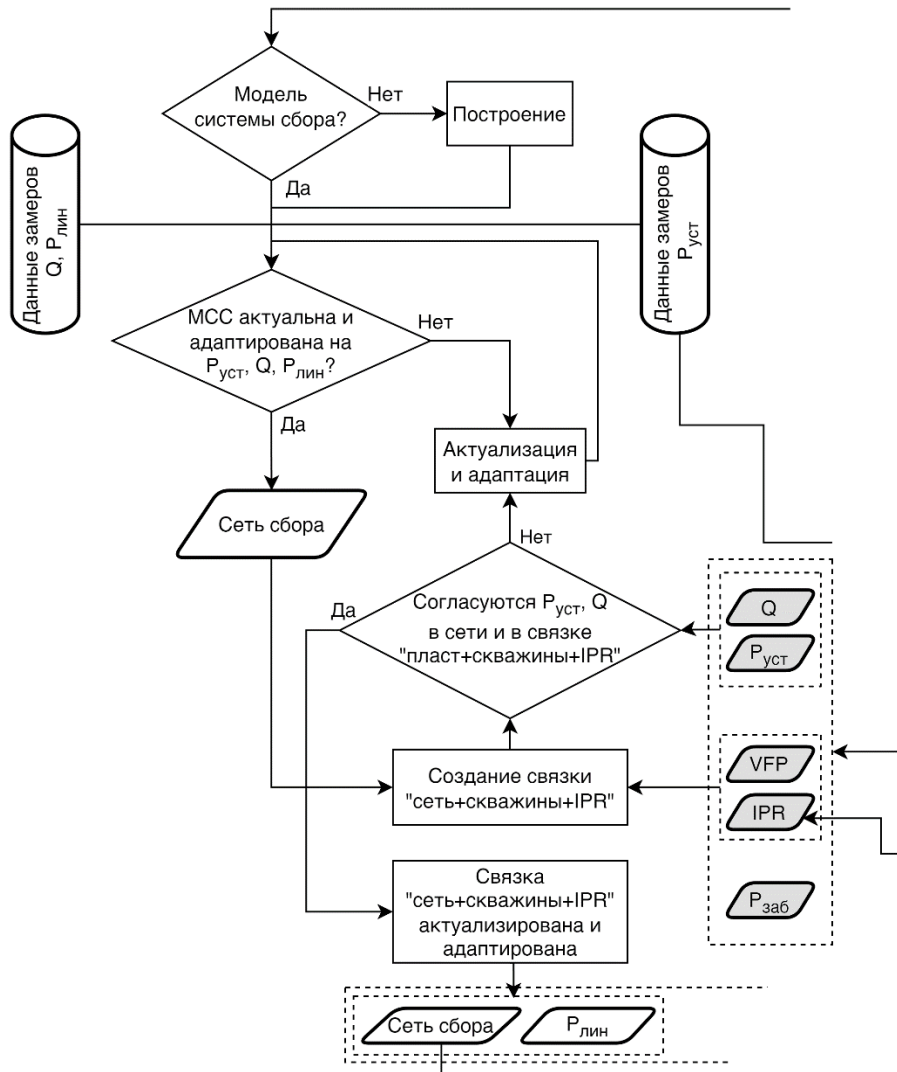 Модель
системы сбора?
Нет
Построение
Да
Данные замеров
Q, Pлин
Данные замеров
Pуст
МСС актуальна и
адаптирована на
Pуст, Q, Pлин?
Нет
Да
Актуализация
и адаптация
Сеть сбора
Нет
Да
Согласуются Pуст, Q
в сети и в связке
"пласт+скважины+IPR"
Q
Pуст
VFP
IPR
Pзаб
Создание связки
"сеть+скважины+IPR"
Связка
"сеть+скважины+IPR"
актуализирована и
адаптирована
Сеть сбора
Pлин